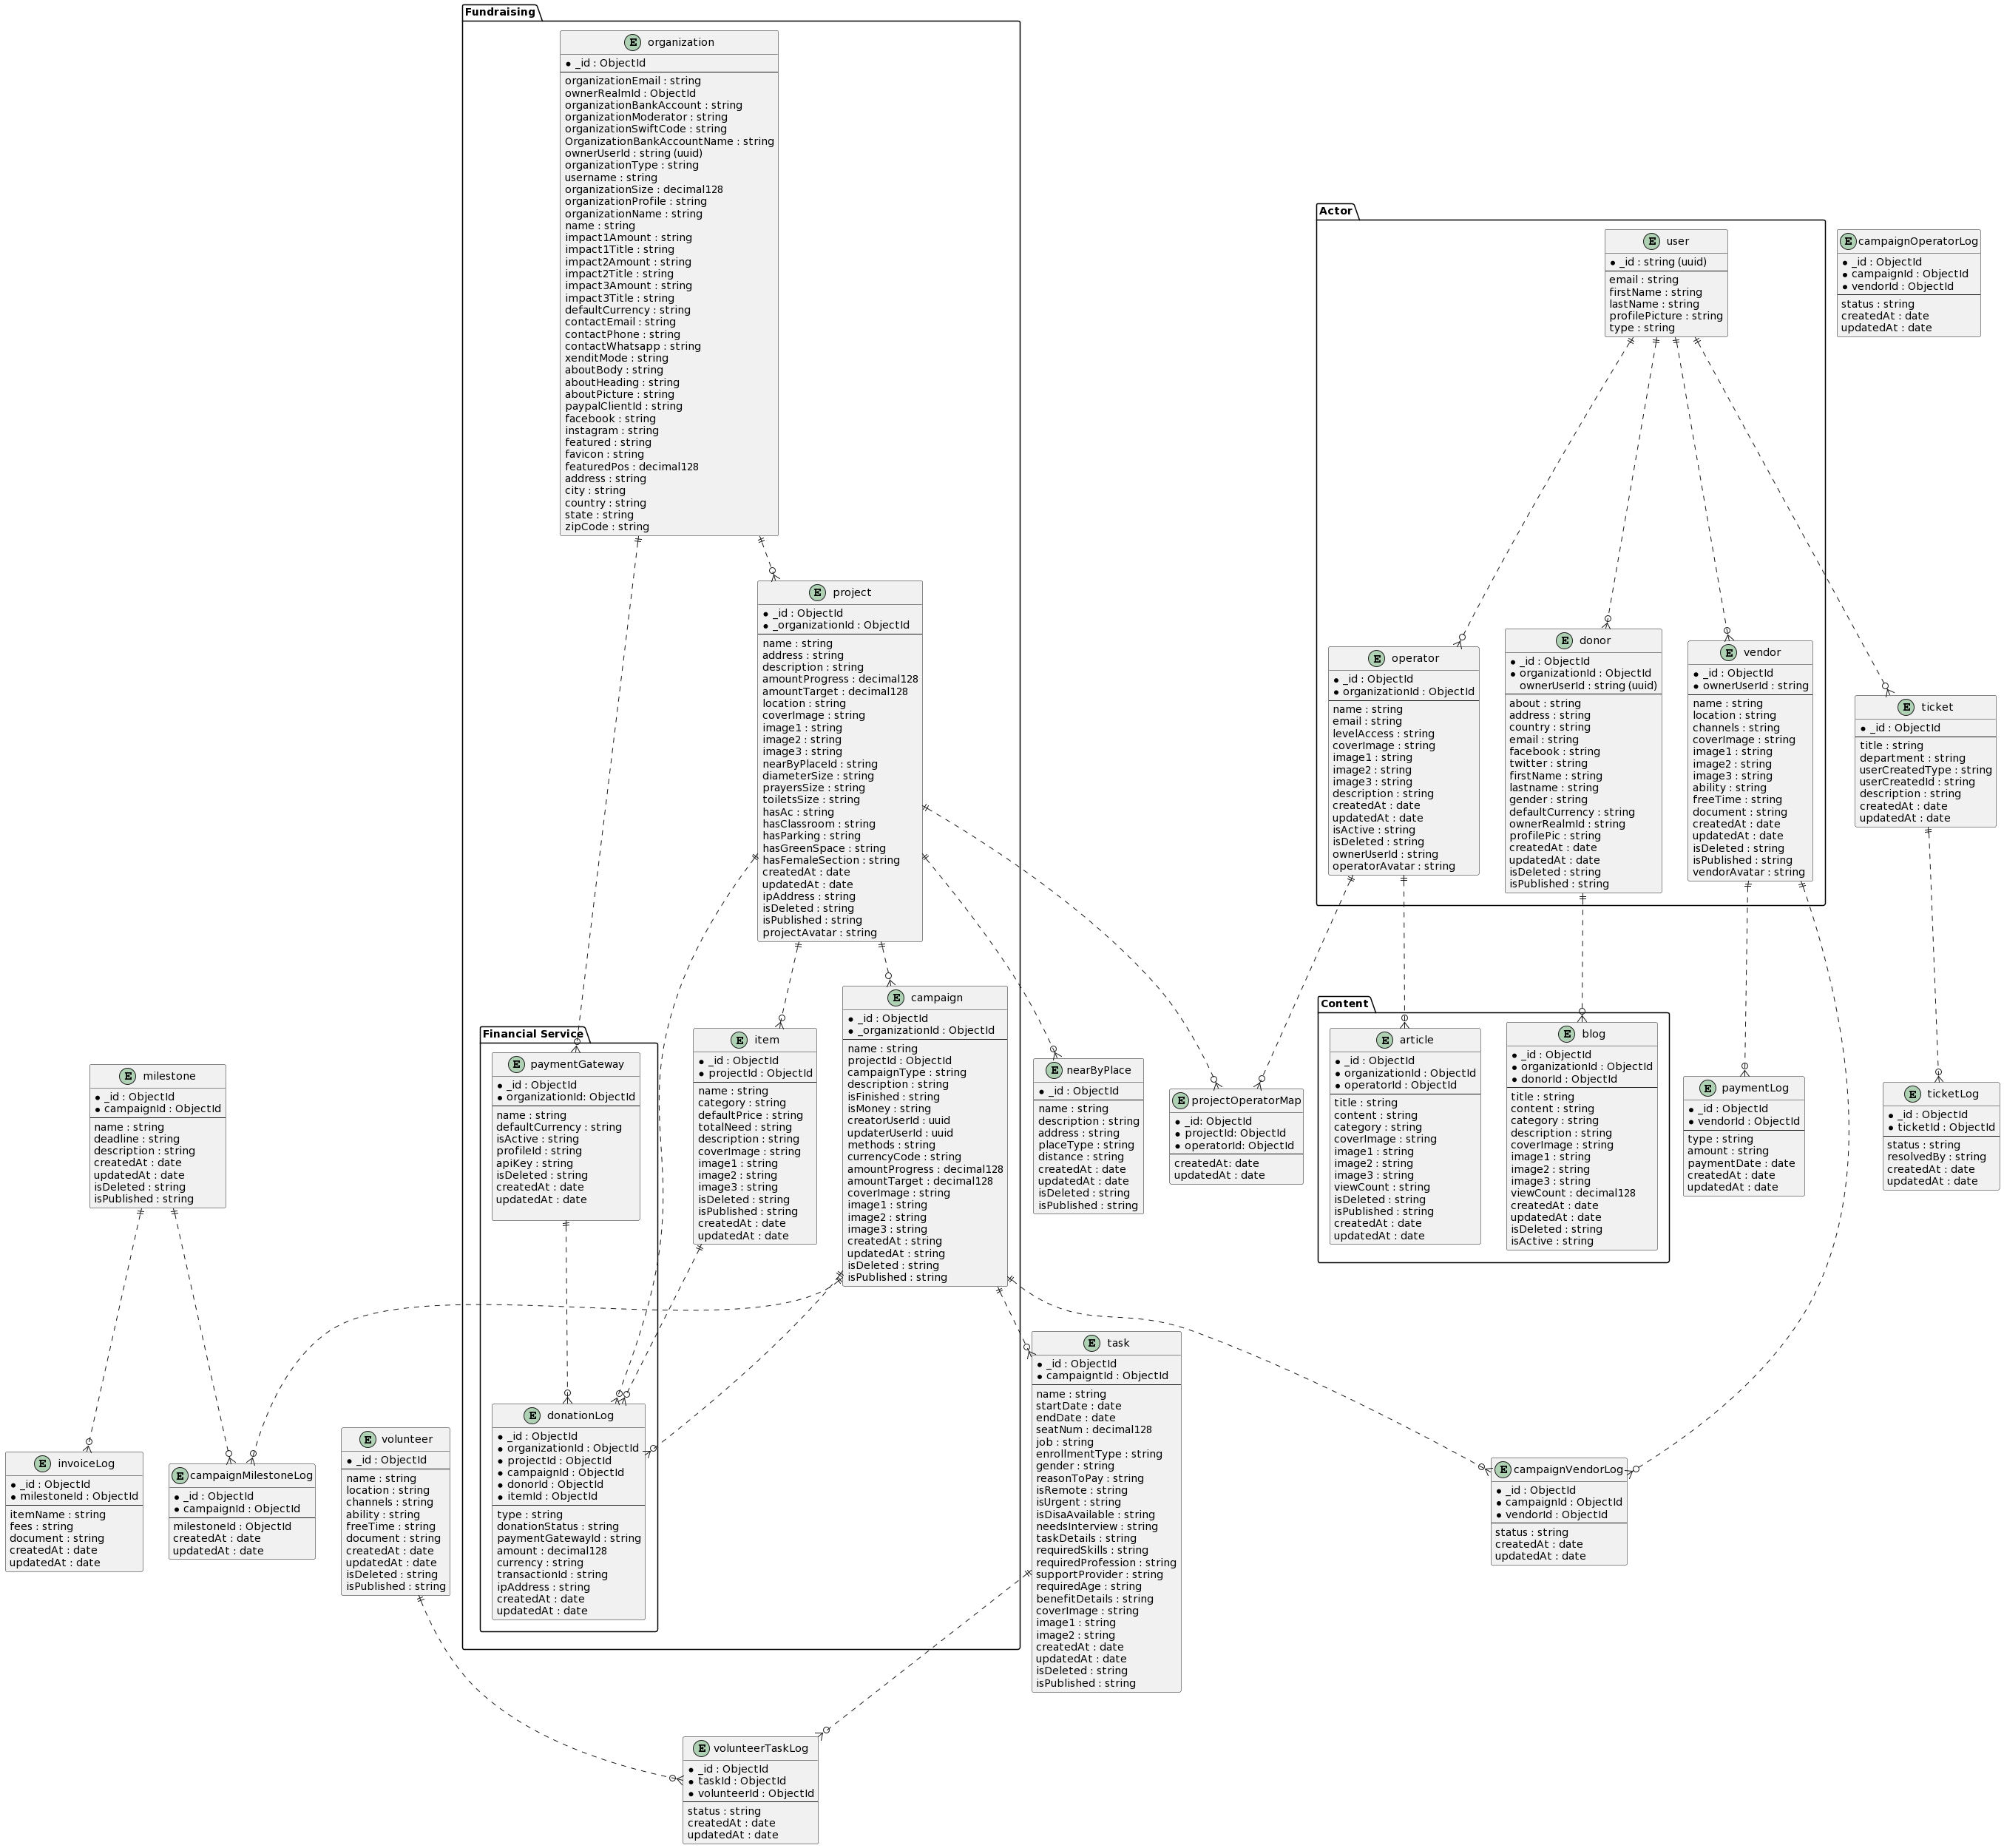 Fundraising
E organization
_id : ObjectId
organizationEmail : string
ownerRealmId : ObjectId
organizationBankAccount : string
organizationModerator : string
organizationSwiftCode : string
OrganizationBankAccountName : string
ownerUserId : string (uuid)
organizationType : string
username : string
organizationSize : decimal128
organizationProfile : string
organizationName : string
name : string
impact1Amount : string
impact1Title : string
impact2Amount : string
impact2Title : string
impact3Amount : string
impact3Title : string
defaultCurrency : string
contactEmail : string
contactPhone : string
contactWhatsapp : string
xenditMode : string
aboutBody : string
aboutHeading : string
aboutPicture : string
paypalClientId : string
facebook : string
instagram : string
featured : string
favicon : string
featuredPos : decimal128
address : string
city : string
country : string
state : string
zipCode : string
Actor
E user
_id : string (uuid)
email : string
firstName : string
lastName : string
profilePicture : string
type : string
E campaignOperatorLog
_id : ObjectId
campaignId : ObjectId
vendorId : ObjectId
status : string
createdAt : date
updatedAt : date
E project
_id : ObjectId
_organizationId : ObjectId
name : string
address : string
description : string
amountProgress : decimal128
amountTarget : decimal128
location : string
coverImage : string
image1 : string
image2 : string
image3 : string
nearByPlaceId : string
diameterSize : string
prayersSize : string
toiletsSize : string
hasAc : string
hasClassroom : string
hasParking : string
hasGreenSpace : string
hasFemaleSection : string
createdAt : date
updatedAt : date
ipAddress : string
isDeleted : string
isPublished : string
projectAvatar : string
E operator
_id : ObjectId
organizationId : ObjectId
name : string
email : string
levelAccess : string
coverImage : string
image1 : string
image2 : string
image3 : string
description : string
createdAt : date
updatedAt : date
isActive : string
isDeleted : string
ownerUserId : string
operatorAvatar : string
E donor
_id : ObjectId
organizationId : ObjectId
ownerUserId : string (uuid)
about : string
address : string
country : string
email : string
facebook : string
twitter : string
firstName : string
lastname : string
gender : string
defaultCurrency : string
ownerRealmId : string
profilePic : string
createdAt : date
updatedAt : date
isDeleted : string
isPublished : string
E vendor
_id : ObjectId
ownerUserId : string
name : string
location : string
channels : string
coverImage : string
image1 : string
image2 : string
image3 : string
ability : string
freeTime : string
document : string
createdAt : date
updatedAt : date
isDeleted : string
isPublished : string
vendorAvatar : string
E ticket
_id : ObjectId
title : string
department : string
userCreatedType : string
userCreatedId : string
description : string
createdAt : date
updatedAt : date
E milestone
_id : ObjectId
campaignId : ObjectId
name : string
deadline : string
description : string
createdAt : date
updatedAt : date
isDeleted : string
isPublished : string
Financial Service
E paymentGateway
_id : ObjectId
organizationId: ObjectId
name : string
defaultCurrency : string
isActive : string
profileId : string
apiKey : string
isDeleted : string
createdAt : date
updatedAt : date
E item
_id : ObjectId
projectId : ObjectId
name : string
category : string
defaultPrice : string
totalNeed : string
description : string
coverImage : string
image1 : string
image2 : string
image3 : string
isDeleted : string
isPublished : string
createdAt : date
updatedAt : date
E campaign
_id : ObjectId
_organizationId : ObjectId
name : string
projectId : ObjectId
campaignType : string
description : string
isFinished : string
isMoney : string
creatorUserId : uuid
updaterUserId : uuid
methods : string
currencyCode : string
amountProgress : decimal128
amountTarget : decimal128
coverImage : string
image1 : string
image2 : string
image3 : string
createdAt : string
updatedAt : string
isDeleted : string
isPublished : string
E nearByPlace
_id : ObjectId
name : string
description : string
address : string
placeType : string
distance : string
createdAt : date
updatedAt : date
isDeleted : string
isPublished : string
E projectOperatorMap
_id: ObjectId
projectId: ObjectId
operatorId: ObjectId
createdAt: date
updatedAt : date
Content
E article
_id : ObjectId
organizationId : ObjectId
operatorId : ObjectId
title : string
content : string
category : string
coverImage : string
image1 : string
image2 : string
image3 : string
viewCount : string
isDeleted : string
isPublished : string
createdAt : date
updatedAt : date
E blog
_id : ObjectId
organizationId : ObjectId
donorId : ObjectId
title : string
content : string
category : string
description : string
coverImage : string
image1 : string
image2 : string
image3 : string
viewCount : decimal128
createdAt : date
updatedAt : date
isDeleted : string
isActive : string
E paymentLog
_id : ObjectId
vendorId : ObjectId
type : string
amount : string
paymentDate : date
createdAt : date
updatedAt : date
E ticketLog
_id : ObjectId
ticketId : ObjectId
status : string
resolvedBy : string
createdAt : date
updatedAt : date
E invoiceLog
_id : ObjectId
milestoneId : ObjectId
itemName : string
fees : string
document : string
createdAt : date
updatedAt : date
E campaignMilestoneLog
_id : ObjectId
campaignId : ObjectId
milestoneId : ObjectId
createdAt : date
updatedAt : date
E volunteer
_id : ObjectId
name : string
location : string
channels : string
ability : string
freeTime : string
document : string
createdAt : date
updatedAt : date
isDeleted : string
isPublished : string
E donationLog
_id : ObjectId
organizationId : ObjectId
projectId : ObjectId
campaignId : ObjectId
donorId : ObjectId
itemId : ObjectId
type : string
donationStatus : string
paymentGatewayId : string
amount : decimal128
currency : string
transactionId : string
ipAddress : string
createdAt : date
updatedAt : date
E task
_id : ObjectId
campaigntId : ObjectId
name : string
startDate : date
endDate : date
seatNum : decimal128
job : string
enrollmentType : string
gender : string
reasonToPay : string
isRemote : string
isUrgent : string
isDisaAvailable : string
needsInterview : string
taskDetails : string
requiredSkills : string
requiredProfession : string
supportProvider : string
requiredAge : string
benefitDetails : string
coverImage : string
image1 : string
image2 : string
createdAt : date
updatedAt : date
isDeleted : string
isPublished : string
E campaignVendorLog
_id : ObjectId
campaignId : ObjectId
vendorId : ObjectId
status : string
createdAt : date
updatedAt : date
E volunteerTaskLog
_id : ObjectId
taskId : ObjectId
volunteerId : ObjectId
status : string
createdAt : date
updatedAt : date